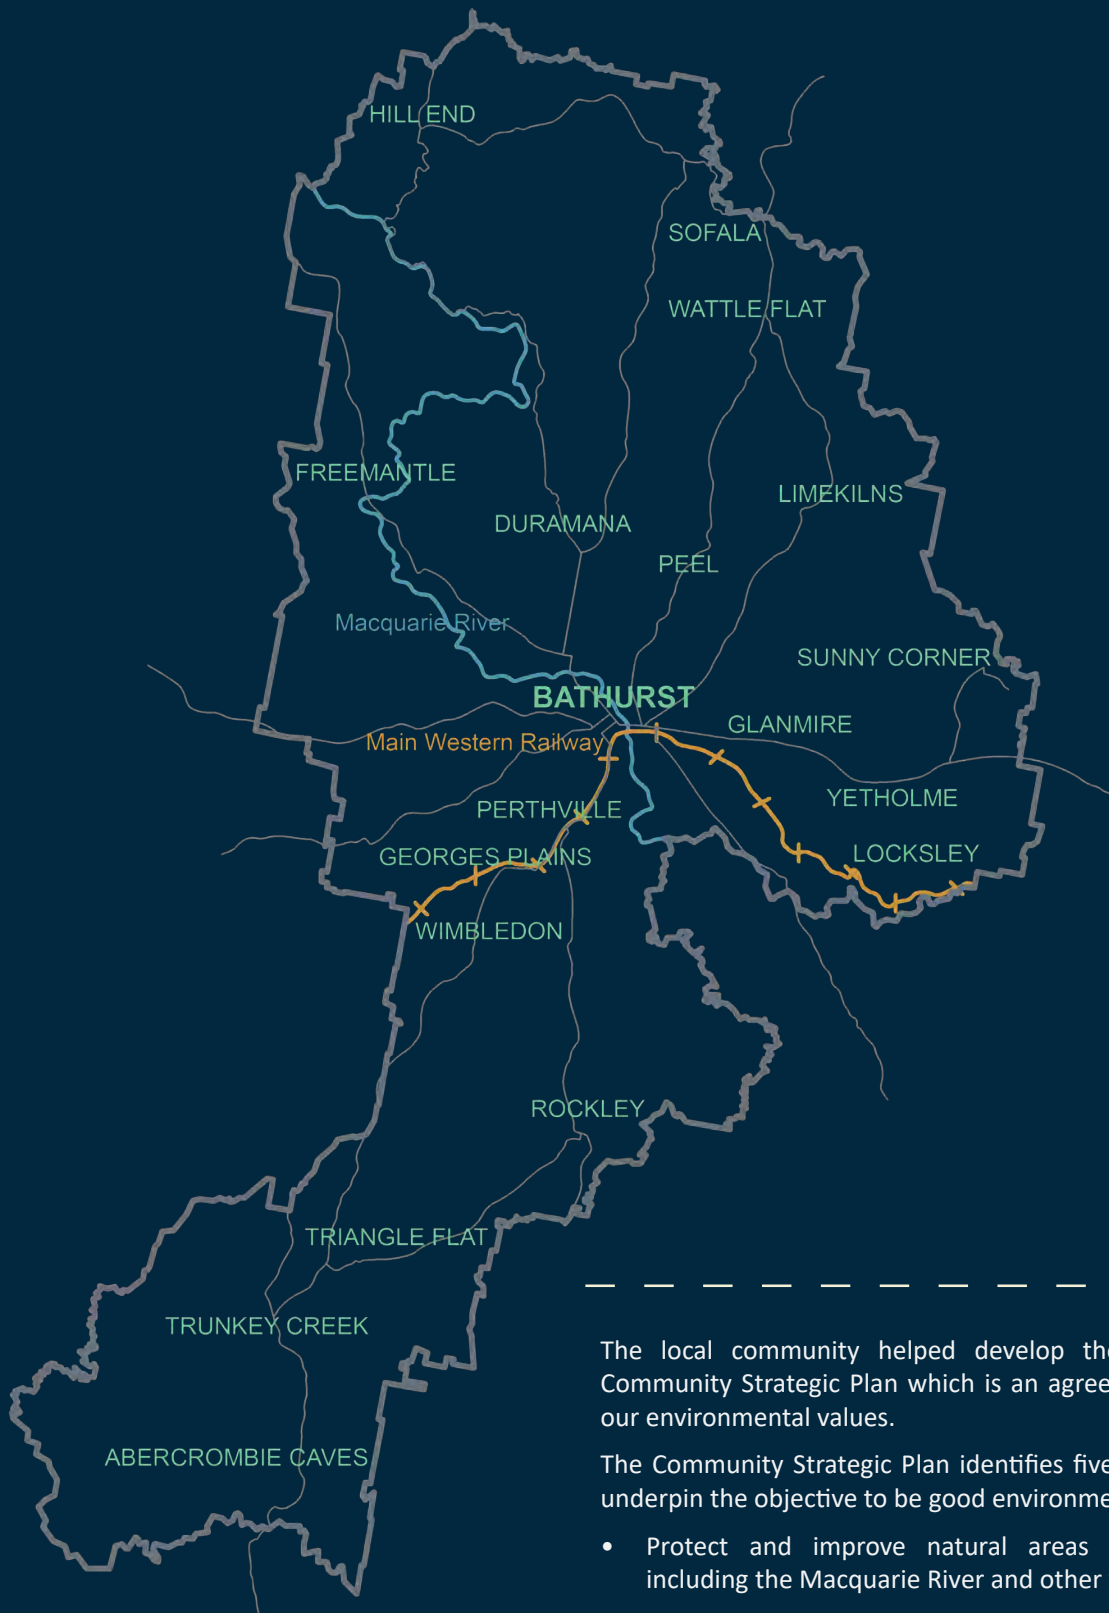 HILL END
SOFALA
WATTLE FLAT
FREEMANTLE
LIMEKILNS
DURAMANA
PEEL
Macquarie River
SUNNY CORNER
BATHURST
GLANMIRE
Main Western Railway
YETHOLME
PERTHVILLE
LOCKSLEY
GEORGES PLAINS
WIMBLEDON
ROCKLEY
TRIANGLE FLAT
TRUNKEY CREEK
ABERCROMBIE CAVES
The local community helped develop the
Community Strategic Plan which is an agree
our environmental values.
The Community Strategic Plan identifies five
underpin the objective to be good environme
• Protect and improve natural areas
including the Macquarie River and other